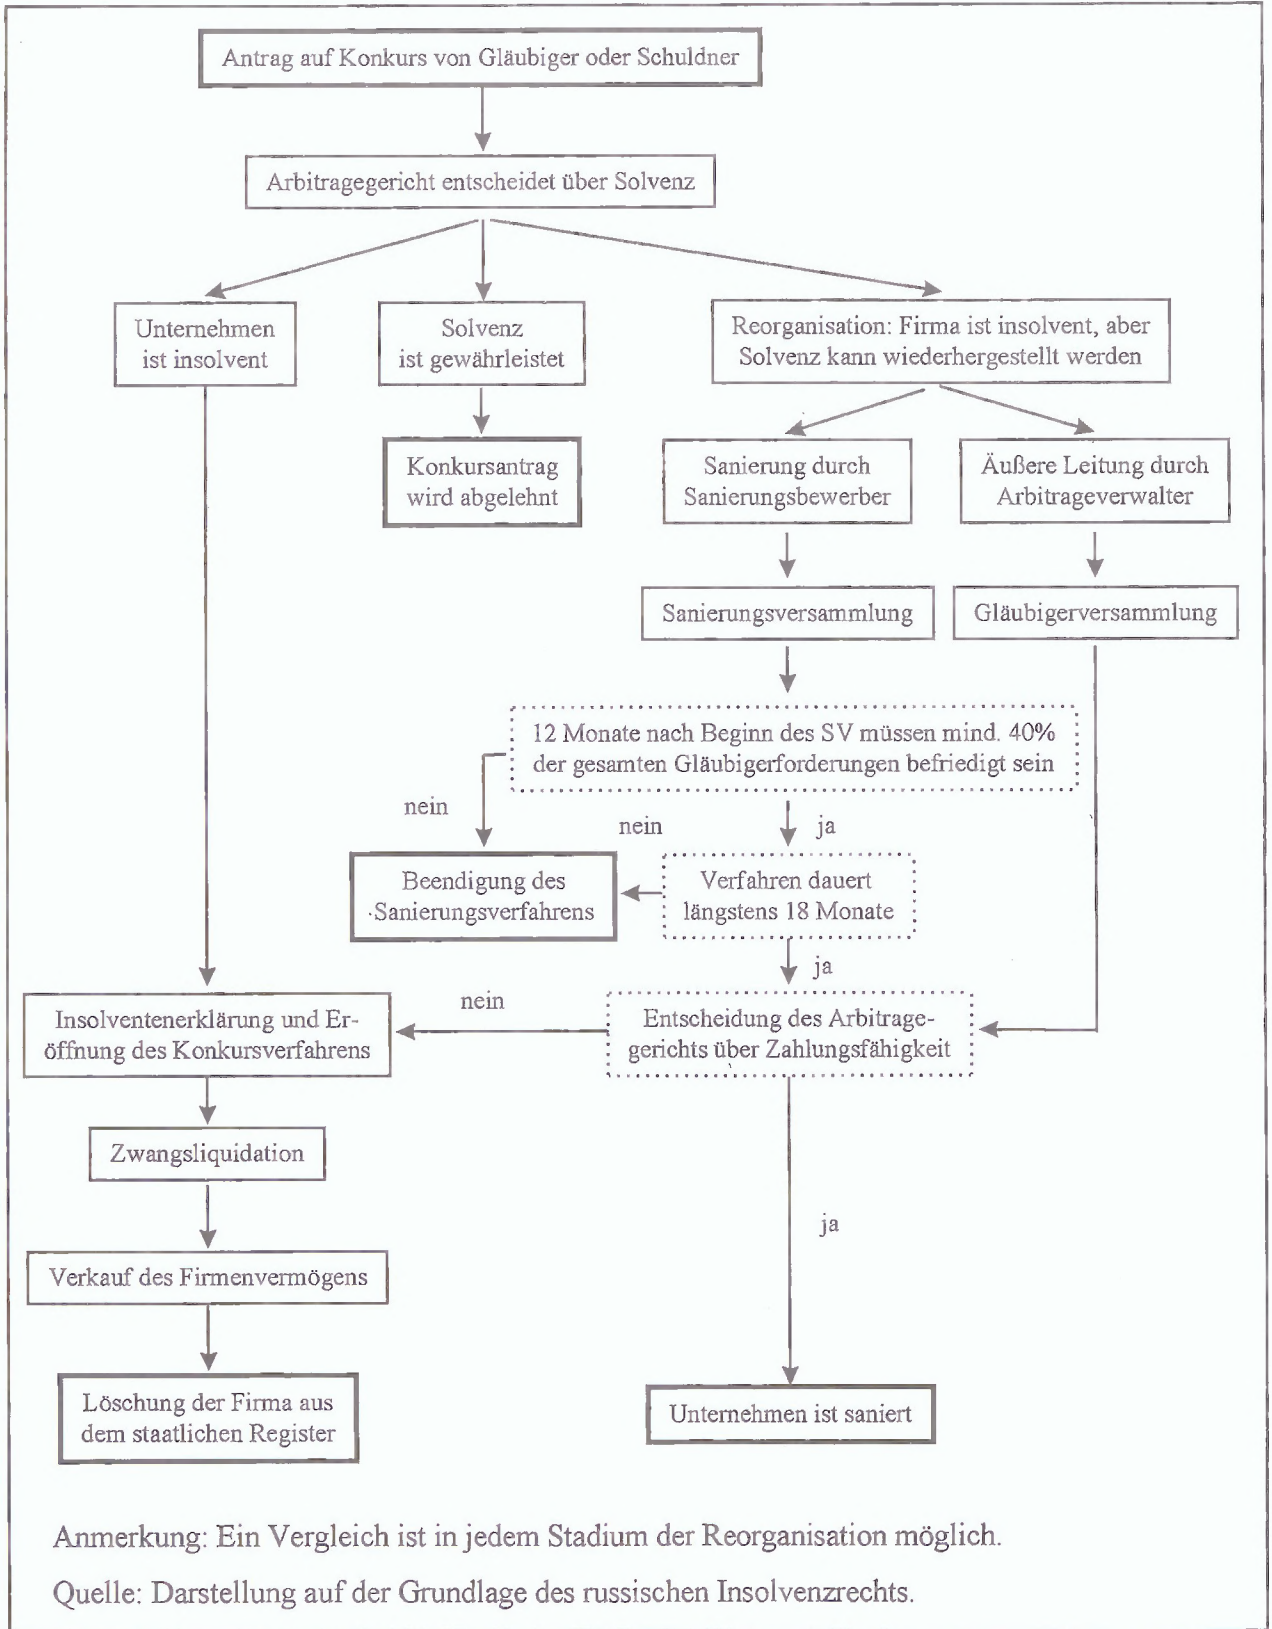 Antrag auf Konkurs von Gläubiger oder Schuldner
Arbitragegericht entscheidet über Solvenz
Unternehmen
ist insolvent
Solvenz
ist gewährleistet
Reorganisation: Firma ist insolvent, aber
Solvenz kann wiederhergestellt werden
Konkursantrag
wird abgelehnt
Sanierung durch
Sanierungsbewerber
Äußere Leitung durch
Arbitrageverwalter
Sanierungsversammlung
Gläubigerversammlung
12 Monate nach Beginn des SV müssen mind. 40%
der gesamten Gläubigerforderungen befriedigt sein
nein
nein
ja
Beendigung des
Sanierungsverfahrens
Verfahren dauert
längstens 18 Monate
ja
nein
Insolventenerklärung und Er-
öffnung des Konkursverfahrens
Entscheidung des Arbitrage-
gerichts über Zahlungsfähigkeit
Zwangsliquidation
ja
Verkauf des Firmenvermögens
Löschung der Firma aus
dem staatlichen Register
Unternehmen ist saniert
Anmerkung: Ein Vergleich ist in jedem Stadium der Reorganisation möglich.
Quelle: Darstellung auf der Grundlage des russischen Insolvenzrechts.